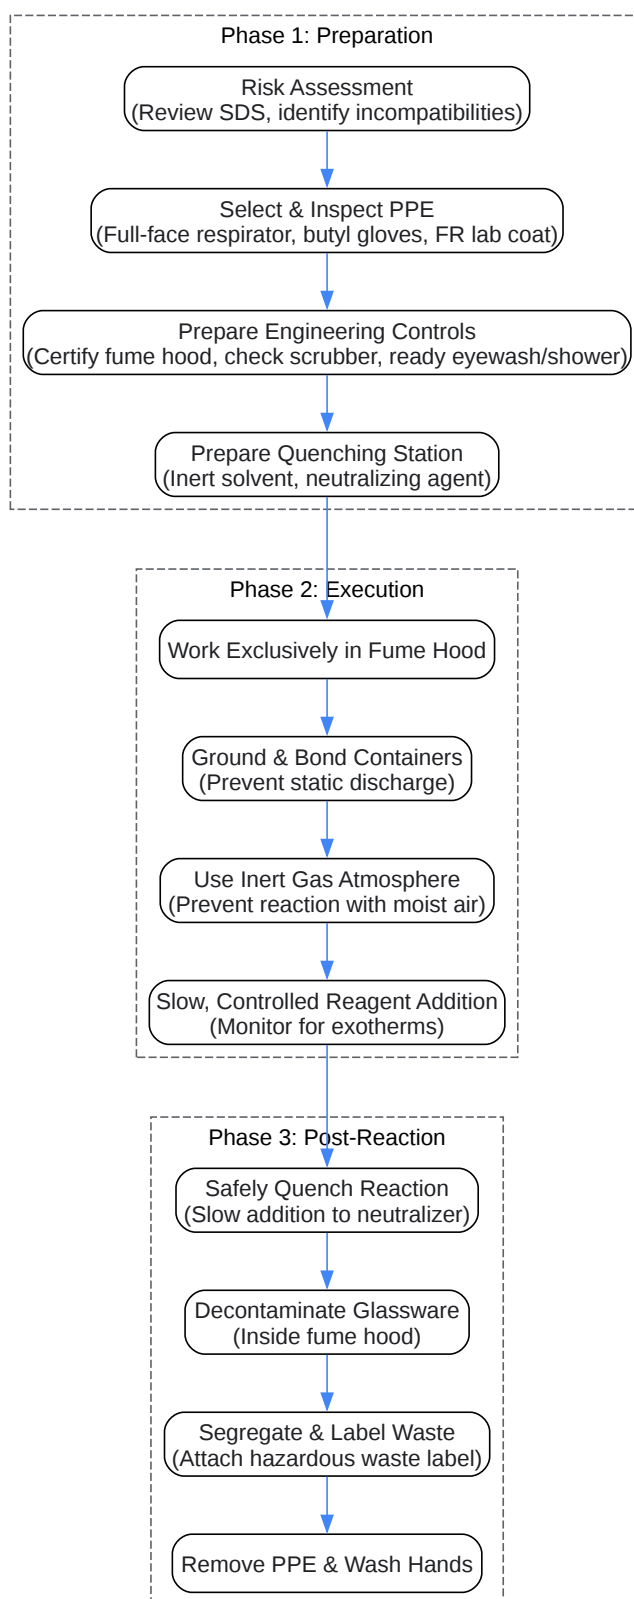 Phase 1: Preparation
Risk Assessment
(Review SDS, identify incompatibilities)
Select & Inspect PPE
(Full-face respirator, butyl gloves, FR lab coat)
Prepare Engineering Controls
(Certify fume hood, check scrubber, ready eyewash/shower)
Prepare Quenching Station
(Inert solvent, neutralizing agent)
Phase 2: Execution
Work Exclusively in Fume Hood
Ground & Bond Containers
(Prevent static discharge)
Use Inert Gas Atmosphere
(Prevent reaction with moist air)
Slow, Controlled Reagent Addition
(Monitor for exotherms)
Phase 3: Post-Reaction
Safely Quench Reaction
(Slow addition to neutralizer)
Decontaminate Glassware
(Inside fume hood)
Segregate & Label Waste
(Attach hazardous waste label)
Remove PPE & Wash Hands